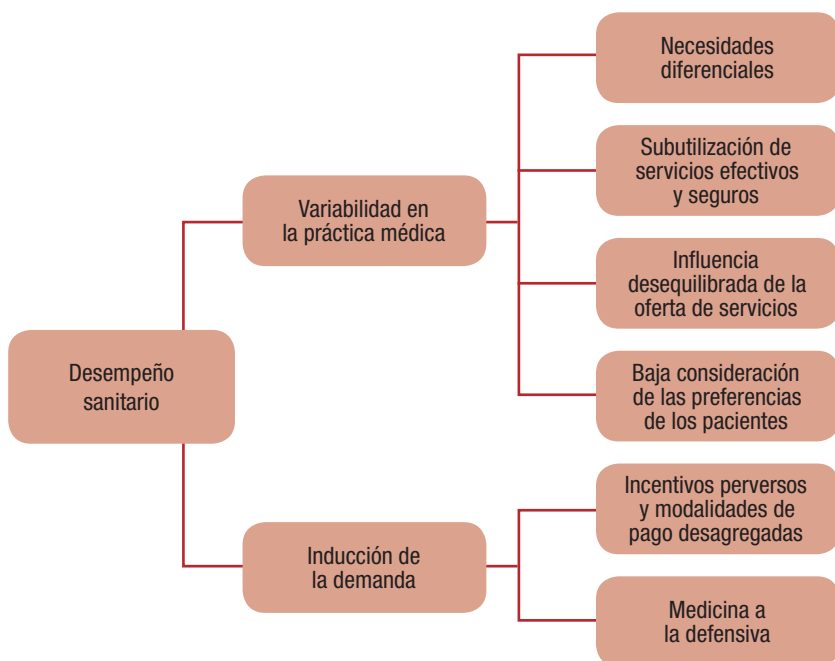 Necesidades
diferenciales
Subutilización de
servicios efectivos
y seguros
Variabilidad en
la práctica médica
Influencia
desequilibrada de la
oferta de servicios
Desempeño
sanitario
Baja consideración
de las preferencias
de los pacientes
Incentivos perversos
y modalidades de
pago desagregadas
Inducción de
la demanda
Medicina a
la defensiva